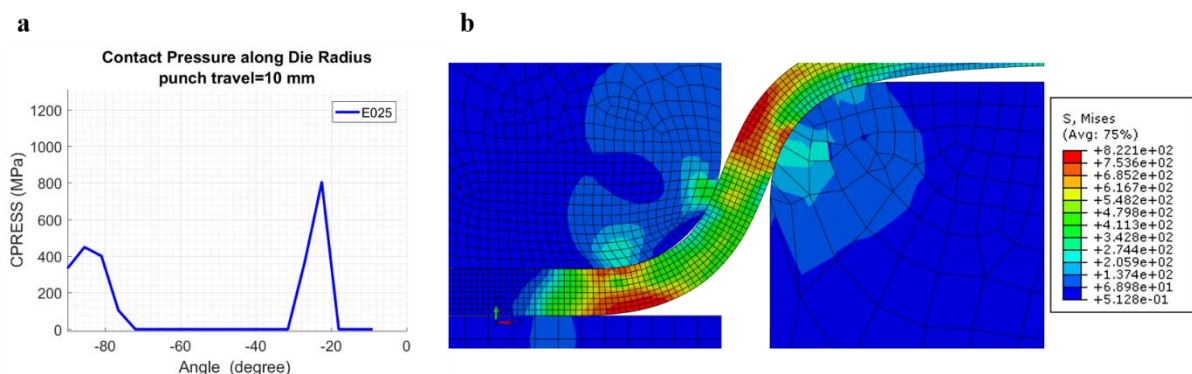 a
Contact Pressure along Die Radius
punch travel=10 mm
E025
1200
1000
800
600
400
200
0
CPRESS (MPa)
-80
-60
-40
-20
0
Angle (degree)
b
S, Mises
(Avg: 75%)
+8.221e+02
+7.536e+02
+6.852e+02
+6.167e+02
+5.482e+02
+4.798e+02
+4.113e+02
+3.428e+02
+2.744e+02
+2.059e+02
+1.374e+02
+6.898e+01
+5.128e-01